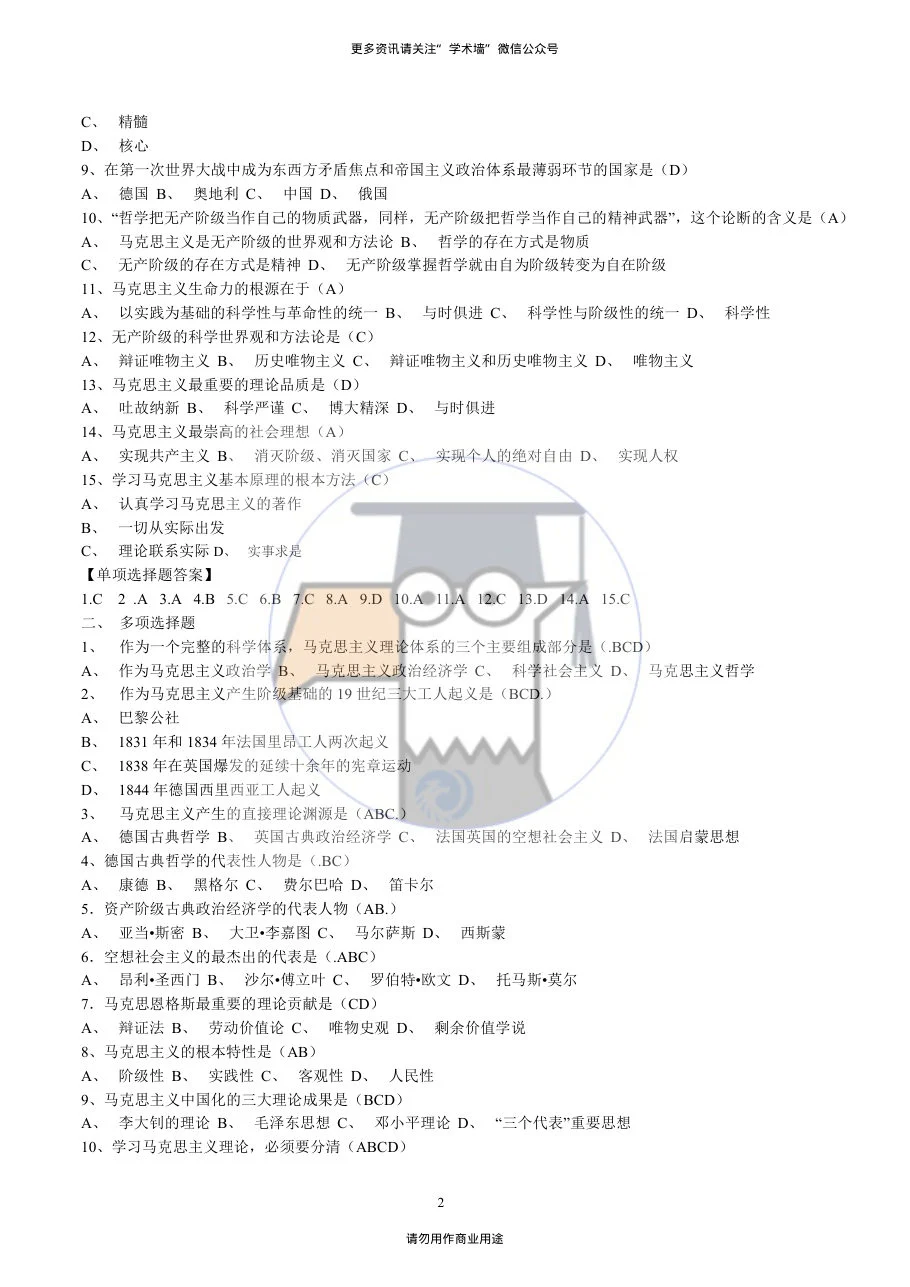 更多资讯请关注“学术墙”微信公众号
C、 精髓
D、 核心
9、在第一次世界大战中成为东西方矛盾焦点和帝国主义政治体系最薄弱环节的国家是（D）
A、 德国 B、 奥地利 C、 中国 D、 俄国
10、“哲学把无产阶级当作自己的物质武器，同样，无产阶级把哲学当作自己的精神武器”，这个论断的含义是（A）
A、 马克思主义是无产阶级的世界观和方法论 B、 哲学的存在方式是物质
C、 无产阶级的存在方式是精神 D、 无产阶级掌握哲学就由自为阶级转变为自在阶级
11、马克思主义生命力的根源在于（A）
A、 以实践为基础的科学性与革命性的统一 B、 与时俱进 C、 科学性与阶级性的统一 D、 科学性
12、无产阶级的科学世界观和方法论是（C）
A、 辩证唯物主义 B、 历史唯物主义 C、 辩证唯物主义和历史唯物主义 D、 唯物主义
13、马克思主义最重要的理论品质是（D）
A、 吐故纳新 B、 科学严谨 C、 博大精深 D、 与时俱进
14、马克思主义最崇高的社会理想（A）
A、 实现共产主义 B、 消灭阶级、消灭国家 C、 实现个人的绝对自由 D、 实现人权
15、学习马克思主义基本原理的根本方法（C）
A、 认真学习马克思主义的著作
B、 一切从实际出发
C、 理论联系实际 D、 实事求是
【单项选择题答案】
1.C 2 .A 3.A 4.B 5.C 6.B 7.C 8.A 9.D 10.A 11.A 12.C 13.D 14.A 15.C
二、 多项选择题
1、 作为一个完整的科学体系，马克思主义理论体系的三个主要组成部分是（.BCD）
A、 作为马克思主义政治学 B、 马克思主义政治经济学 C、 科学社会主义 D、 马克思主义哲学
2、 作为马克思主义产生阶级基础的 19 世纪三大工人起义是（BCD.）
A、 巴黎公社
B、 1831 年和 1834 年法国里昂工人两次起义
C、 1838 年在英国爆发的延续十余年的宪章运动
D、 1844 年德国西里西亚工人起义
3、 马克思主义产生的直接理论渊源是（ABC.）
A、 德国古典哲学 B、 英国古典政治经济学 C、 法国英国的空想社会主义 D、 法国启蒙思想
4、德国古典哲学的代表性人物是（.BC）
A、 康德 B、 黑格尔 C、 费尔巴哈 D、 笛卡尔
5．资产阶级古典政治经济学的代表人物（AB.）
A、 亚当•斯密 B、 大卫•李嘉图 C、 马尔萨斯 D、 西斯蒙
6．空想社会主义的最杰出的代表是（.ABC）
A、 昂利•圣西门 B、 沙尔•傅立叶 C、 罗伯特•欧文 D、 托马斯•莫尔
7．马克思恩格斯最重要的理论贡献是（CD）
A、 辩证法 B、 劳动价值论 C、 唯物史观 D、 剩余价值学说
8、马克思主义的根本特性是（AB）
A、 阶级性 B、 实践性 C、 客观性 D、 人民性
9、马克思主义中国化的三大理论成果是（BCD）
A、 李大钊的理论 B、 毛泽东思想 C、 邓小平理论 D、 “三个代表”重要思想
10、学习马克思主义理论，必须要分清（ABCD）
2
请勿用作商业用途